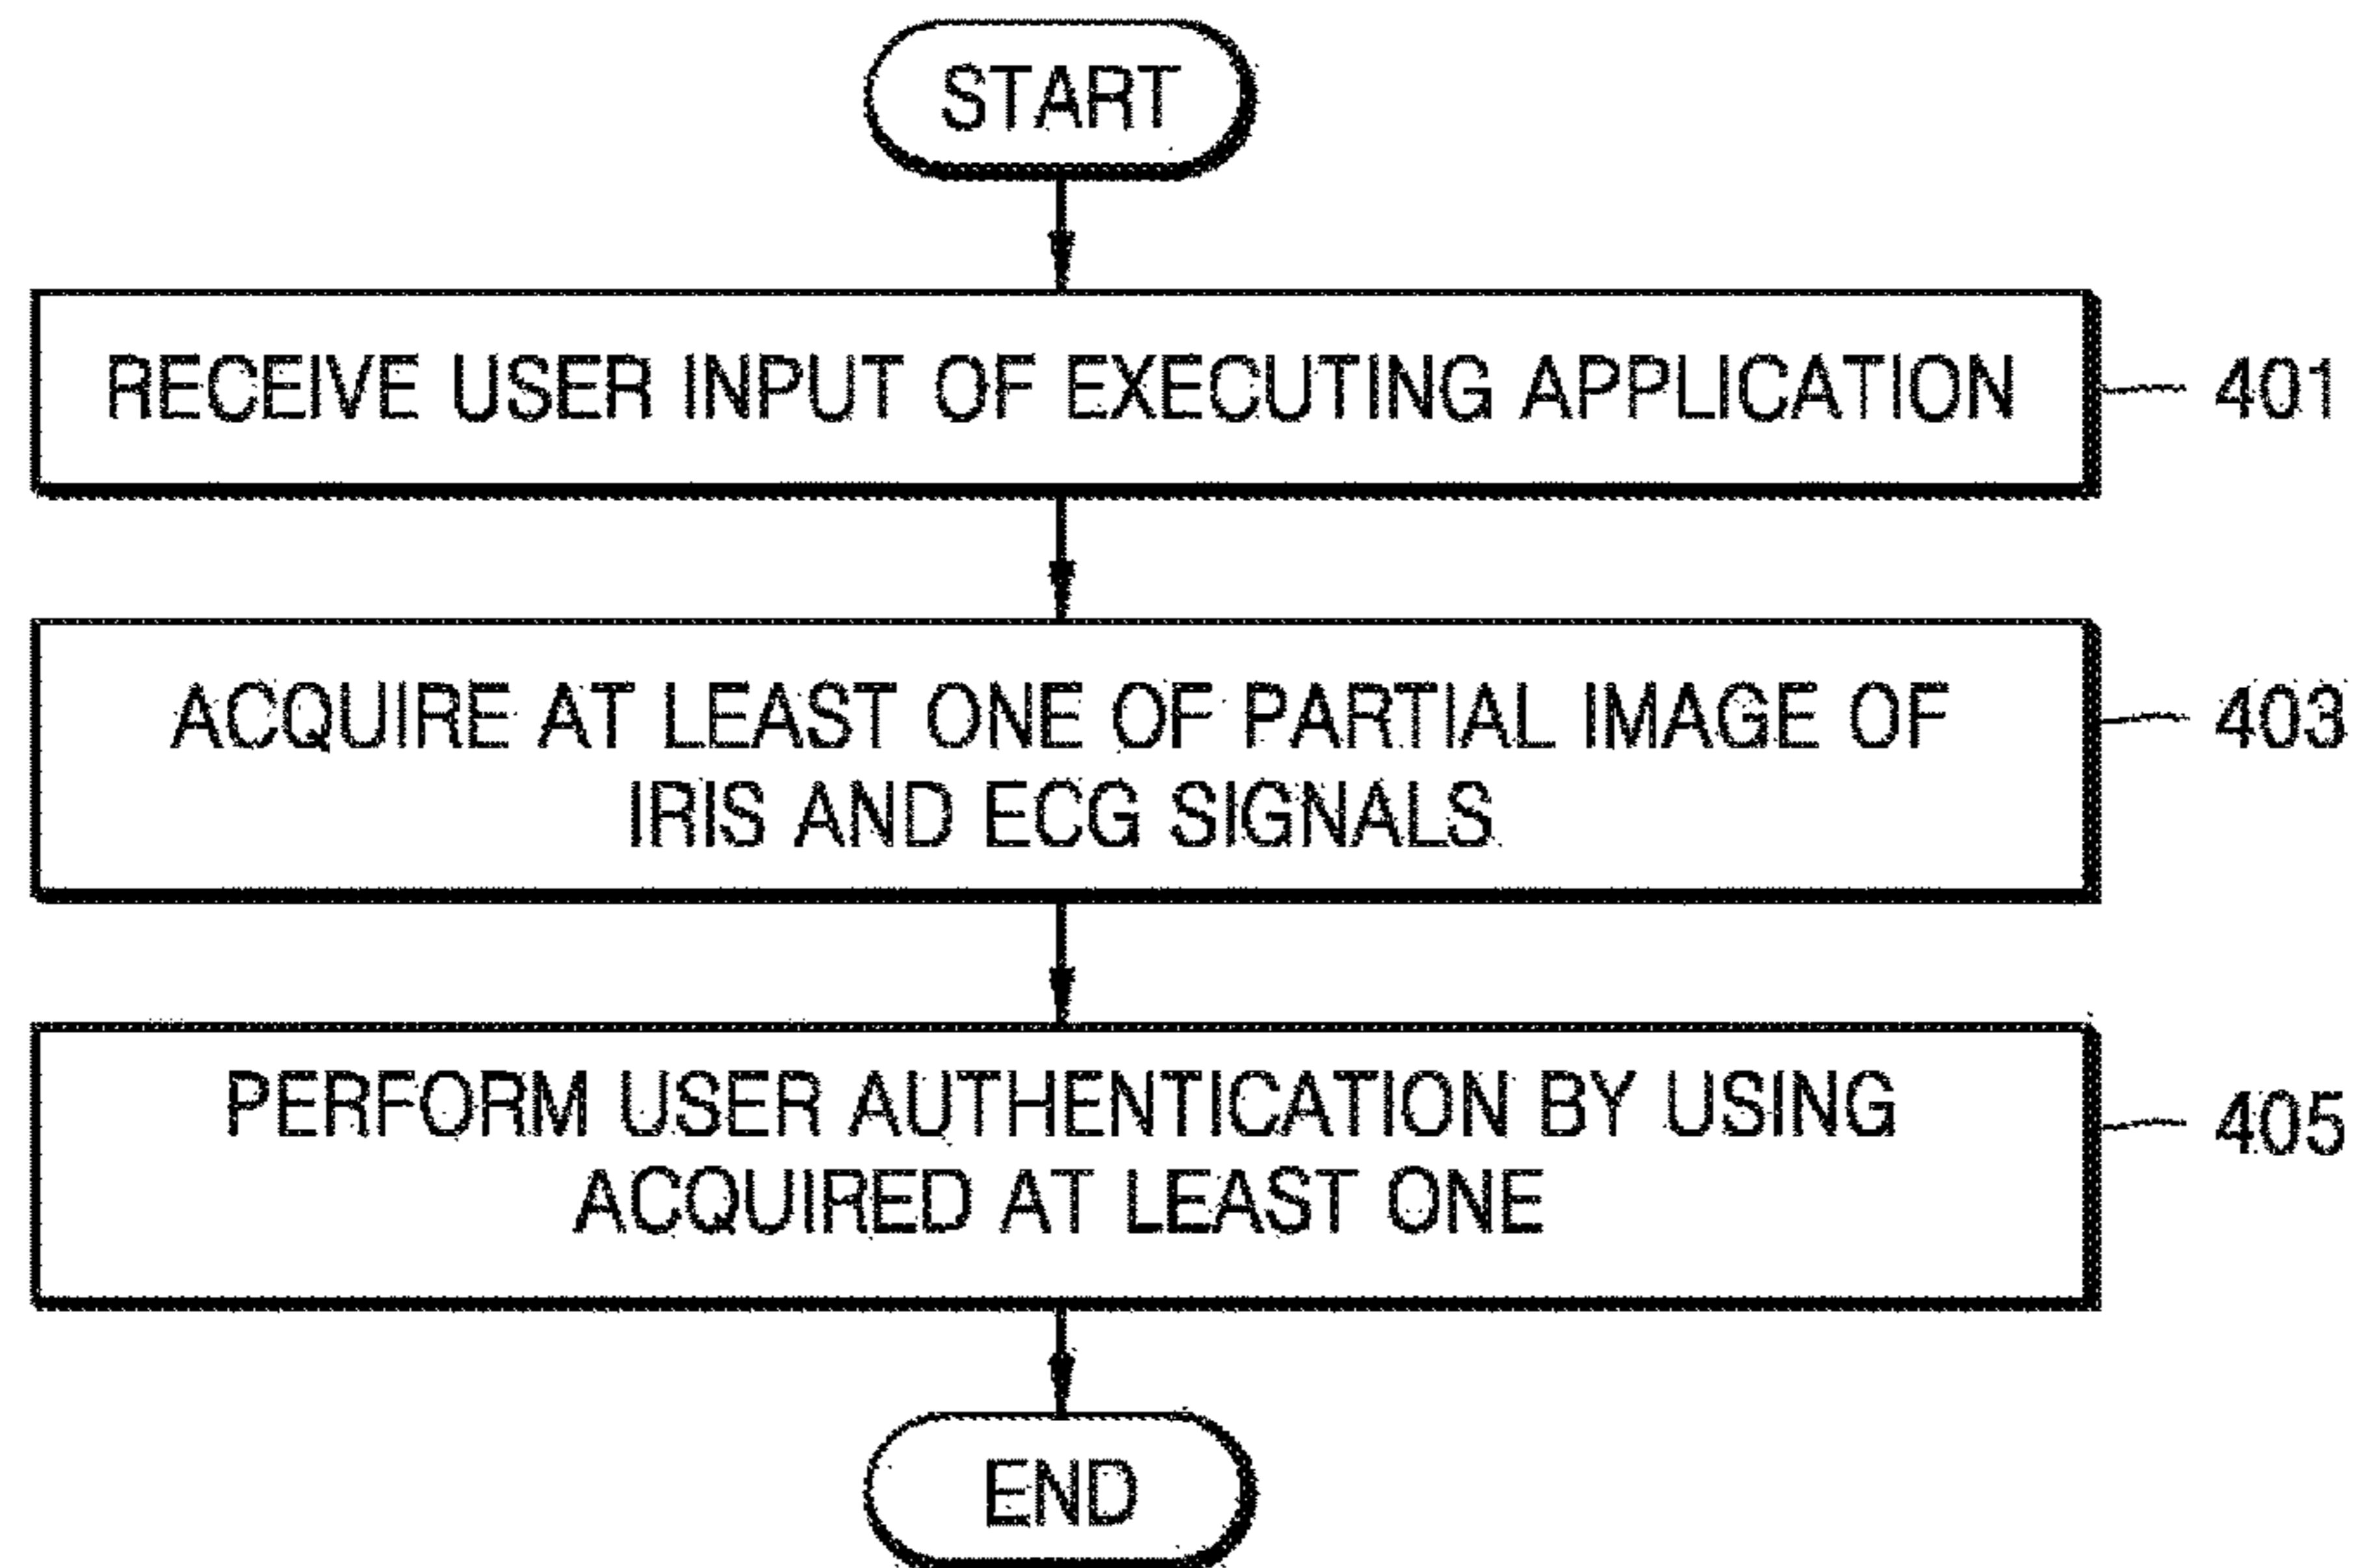 START
RECEIVE USER INPUT OF EXECUTING APPLICATION
401
ACQUIRE AT LEAST ONE OF PARTIAL IMAGE OF
IRIS AND ECG SIGNALS
403
PERFORM USER AUTHENTICATION BY USING
ACQUIRED AT LEAST ONE
405
END